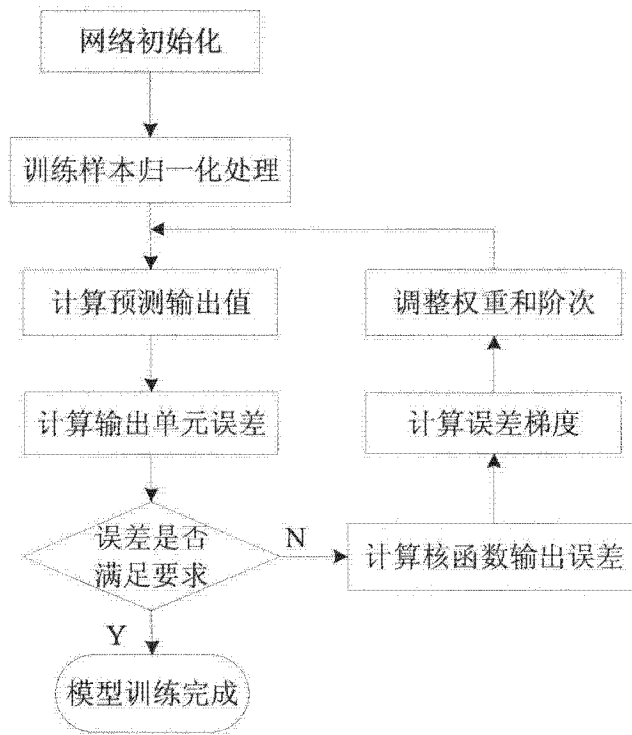 网络初始化
训练样本归一化处理
计算预测输出值
调整权重和阶次
计算输出单元误差
计算误差梯度
误差是否
满足要求
N
计算核函数输出误差
Y
模型训练完成